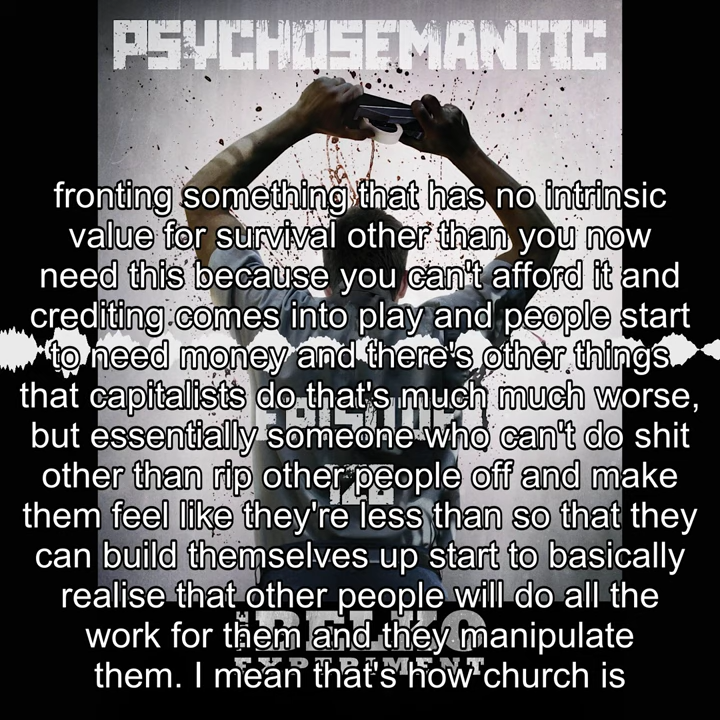 PSYCHOSEMANTIC
fronting something that has no intrinsic
value for survival other than you now
need this because you can't afford it and
crediting comes into play and people start
to need money and there's other things
that capitalists do that's much much worse,
but essentially someone who can't do shit
other than rip other people off and make
them feel like they're less than so that they
can build themselves up start to basically
realise that other people will do all the
work for them and they manipulate
them. I mean that's how church is
THE BELKO
EXPERIMENT